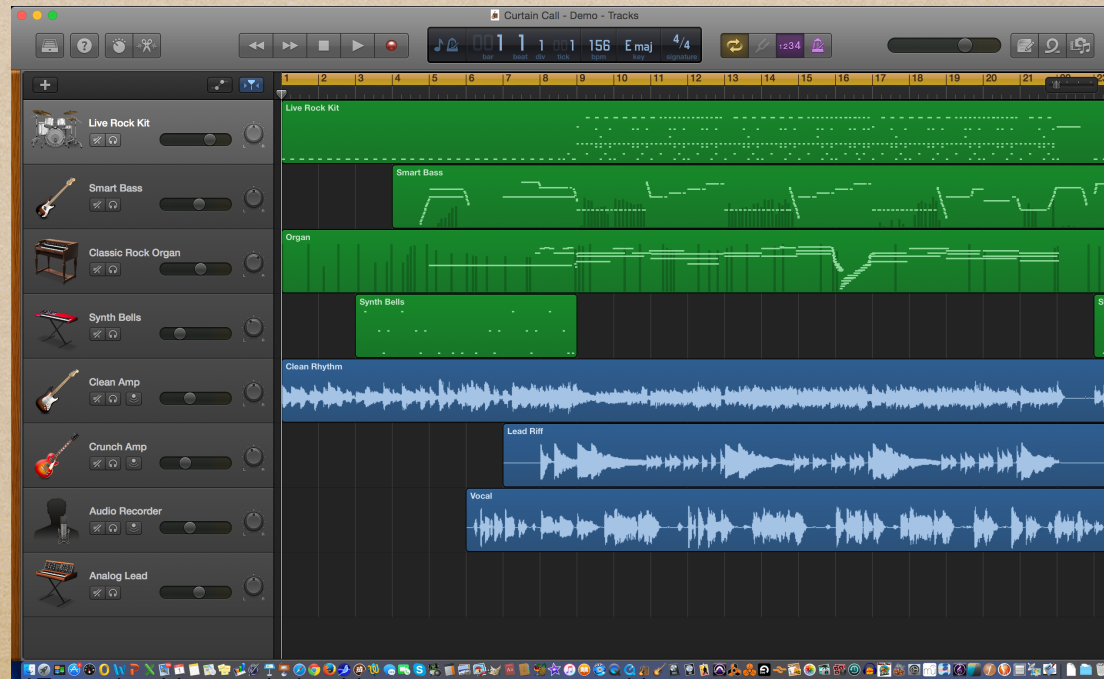 Curtain Call - Demo - Tracks
001 1 1 001 156 E maj 4/4
bar beat div tick bpm key signature
1234
1 2 3 4 5 6 7 8 9 10 11 12 13 14 15 16 17 18 19 20 21
Live Rock Kit
Live Rock Kit
Smart Bass
Smart Bass
Organ
Classic Rock Organ
Synth Bells
Synth Bells
Clean Rhythm
Clean Amp
Lead Riff
Crunch Amp
Vocal
Audio Recorder
Analog Lead